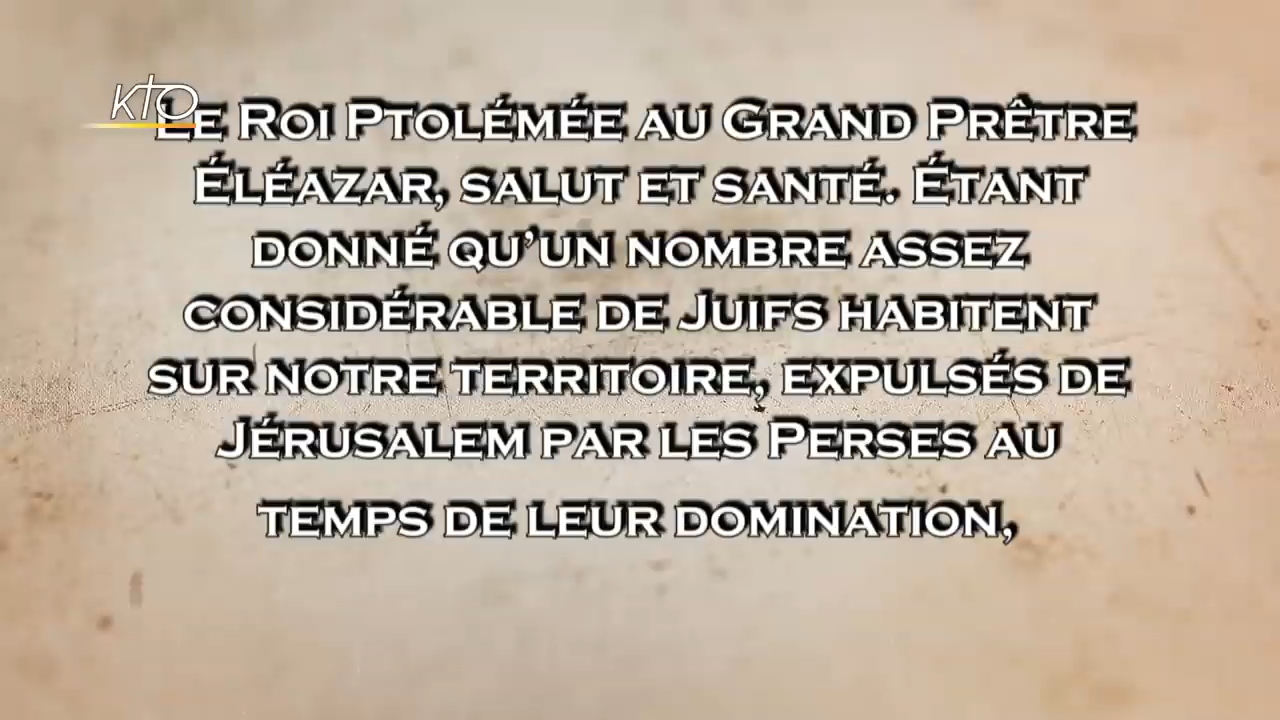 KTO
Le Roi Ptolémée au Grand Prêtre
Éléazar, salut et santé. Étant
donné qu'un nombre assez
considérable de Juifs habitent
sur notre territoire, expulsés de
Jérusalem par les Perses au
temps de leur domination,